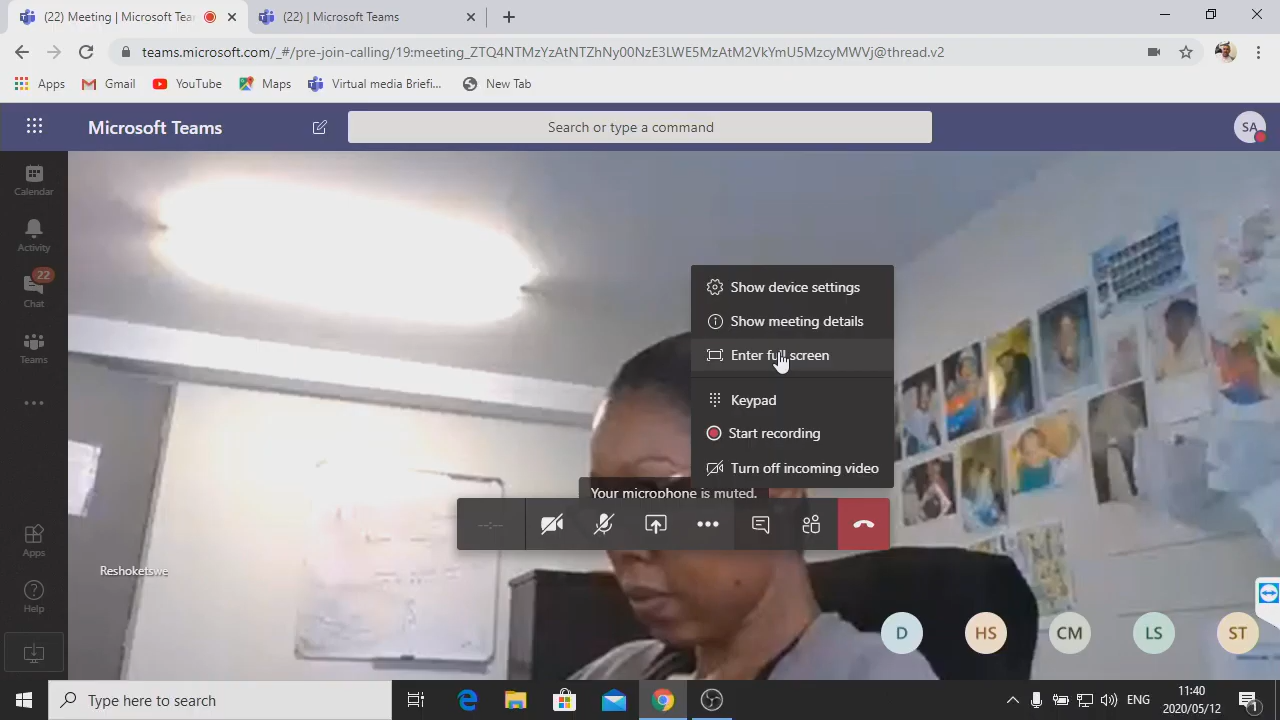 (22) Meeting | Microsoft Tea
(22) | Microsoft Teams
teams.microsoft.com/_#/pre-join-calling/19:meeting_ZTQ4NTMzYzAtNTZhNy00NzE3LWE5MzAtM2VkYmU5MzcyMWVj@thread.v2
Apps
Gmail
YouTube
Maps
Virtual media Briefi...
New Tab
Microsoft Teams
Search or type a command
SA
Calendar
Activity
22
Chat
Teams
Apps
Help
Show device settings
Show meeting details
Enter full screen
Keypad
Start recording
Turn off incoming video
Your microphone is muted.
--:--
Reshoketswe
D
HS
CM
LS
ST
Type here to search
ENG
11:40
2020/05/12
1